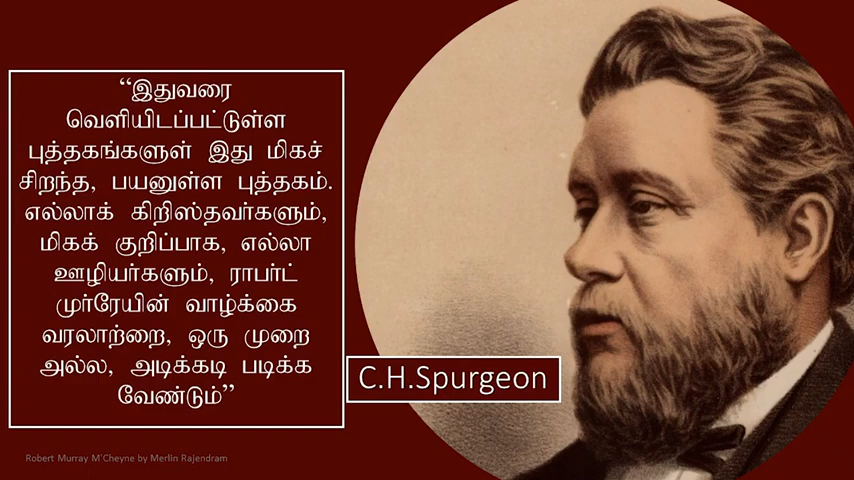 “இதுவரை
வெளியிடப்பட்டுள்ள
புத்தகங்களுள் இது மிகச்
சிறந்த, பயனுள்ள புத்தகம்.
எல்லாக் கிறிஸ்தவர்களும்,
மிகக் குறிப்பாக, எல்லா
ஊழியர்களும், ராபர்ட்
முர்ரேயின் வாழ்க்கை
வரலாற்றை, ஒரு முறை
அல்ல, அடிக்கடி படிக்க
வேண்டும்”
C.H.Spurgeon
Robert Murray M'Cheyne by Merlin Rajendram